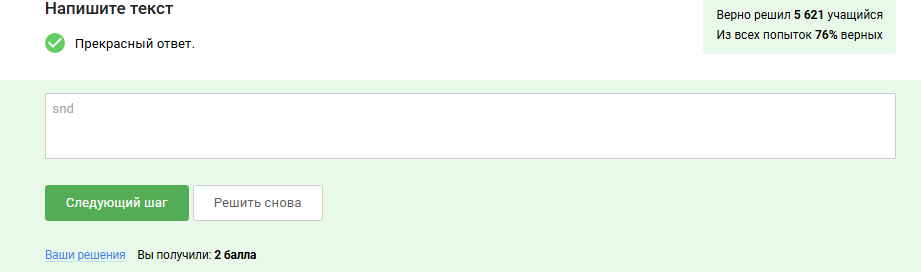 Напишите текст
Верно решил 5 621 учащийся
Из всех попыток 76% верных
Прекрасный ответ.
snd
Следующий шаг
Решить снова
Ваши решения Вы получили: 2 балла